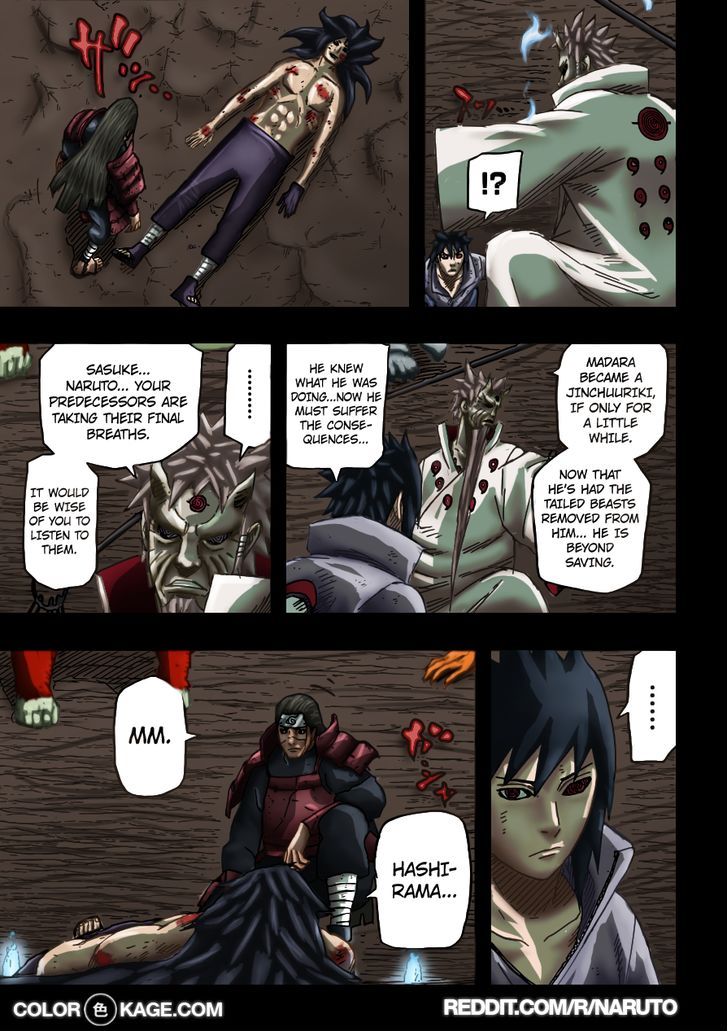 !?
MADARA
BECAME A
JINCHUURIKI,
IF ONLY FOR
A LITTLE
WHILE.
NOW THAT
HE'S HAD THE
TAILED BEASTS
REMOVED FROM
HIM... HE IS
BEYOND
SAVING.
HE KNEW
WHAT HE WAS
DOING...NOW HE
MUST SUFFER
THE CONSE-
QUENCES...
........
SASUKE...
NARUTO... YOUR
PREDECESSORS ARE
TAKING THEIR FINAL
BREATHS.
IT WOULD
BE WISE
OF YOU TO
LISTEN TO
THEM.
......
MM.
HASHI-
RAMA...
COLOR 色 KAGE.COM
REDDIT.COM/R/NARUTO